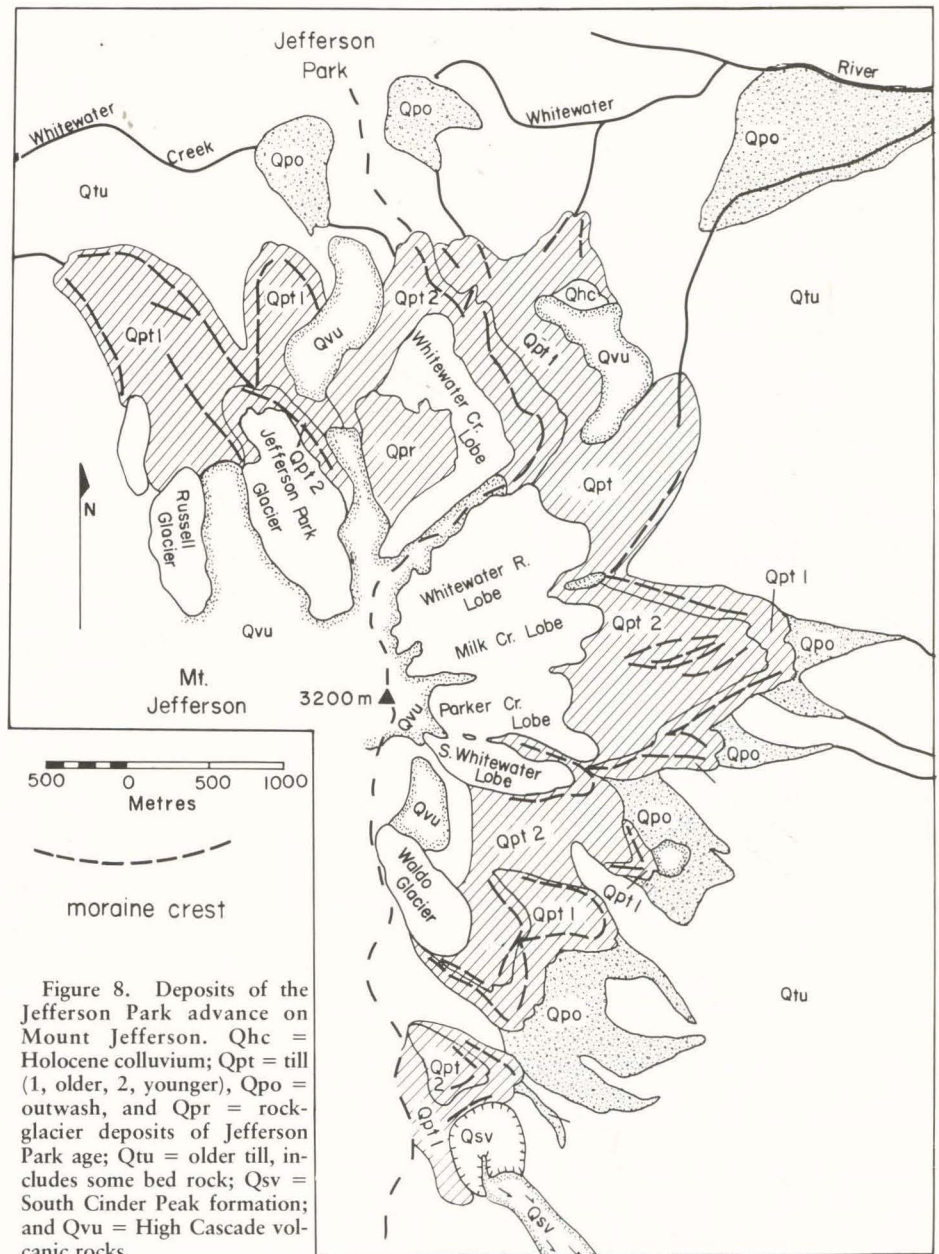 Jefferson
Park
River
Whitewater
Creek
Qpo
Qpo
Whitewater
Qpo
Qtu
Qtu
Qpt 1
Qpt 1
Qvu
Qpt 2
Qhc
Qpt 1
Qvu
Whitewater Cr.
Lobe
Qpr
Qpt 2
Jefferson Park
Glacier
Russell
Glacier
N
Qpt
Qvu
Whitewater R.
Lobe
Milk Cr. Lobe
Qpt 1
Qpt 2
Qpo
Mt.
Jefferson
3200 m
Qvu
Parker Cr.
Lobe
S. Whitewater
Lobe
Qpo
500 0 500 1000
Metres
Qvu
Qpt 2
Qpo
Waldo
Glacier
Qpt 1
Qpt 1
moraine crest
Qpo
Qtu
Qpt
2
Qpt 1
Qsv
Qsv
Figure 8. Deposits of the
Jefferson Park advance on
Mount Jefferson. Qhc =
Holocene colluvium; Qpt = till
(1, older, 2, younger), Qpo =
outwash, and Qpr = rock-
glacier deposits of Jefferson
Park age; Qtu = older till, in-
cludes some bed rock; Qsv =
South Cinder Peak formation;
and Qvu = High Cascade vol-
canic rocks